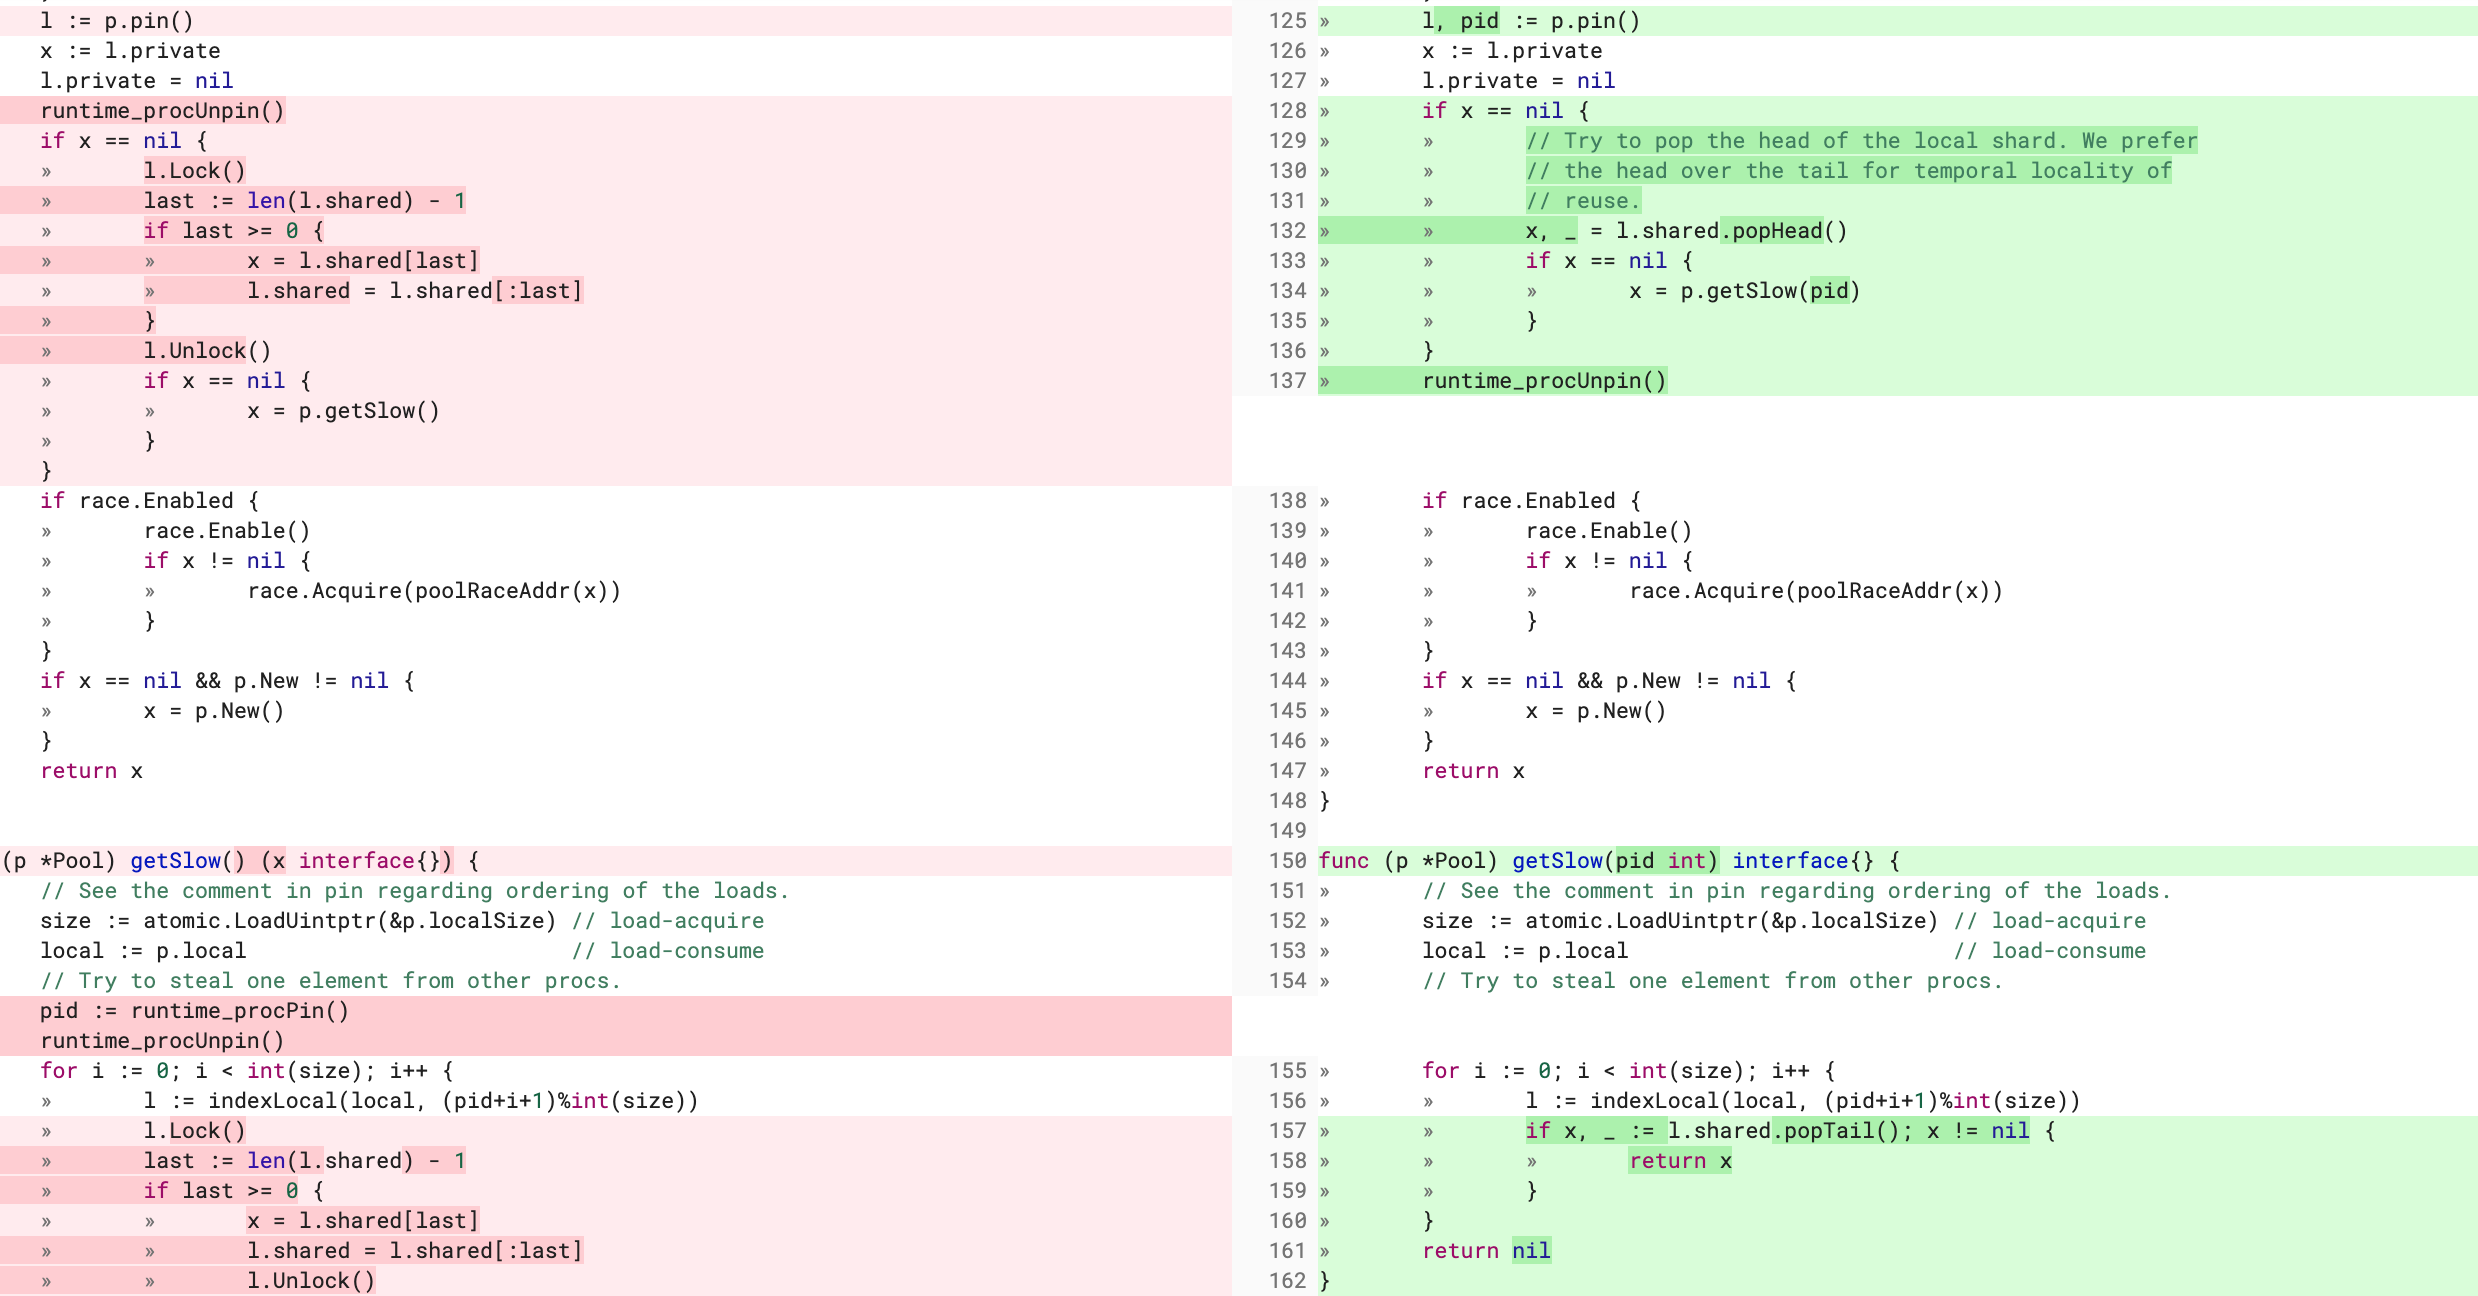 l := p.pin()
x := l.private
l.private = nil
runtime_procUnpin()
if x == nil {
»	l.Lock()
»	last := len(l.shared) - 1
»	if last >= 0 {
»	»	x = l.shared[last]
»	»	l.shared = l.shared[:last]
»	}
»	l.Unlock()
»	if x == nil {
»	»	x = p.getSlow()
»	}
}
if race.Enabled {
»	race.Enable()
»	if x != nil {
»	»	race.Acquire(poolRaceAddr(x))
»	}
}
if x == nil && p.New != nil {
»	x = p.New()
}
return x
(p *Pool) getSlow() (x interface{}) {
// See the comment in pin regarding ordering of the loads.
size := atomic.LoadUintptr(&p.localSize) // load-acquire
local := p.local // load-consume
// Try to steal one element from other procs.
pid := runtime_procPin()
runtime_procUnpin()
for i := 0; i < int(size); i++ {
»	l := indexLocal(local, (pid+i+1)%int(size))
»	l.Lock()
»	last := len(l.shared) - 1
»	if last >= 0 {
»	»	x = l.shared[last]
»	»	l.shared = l.shared[:last]
»	»	l.Unlock()
125 »	l, pid := p.pin()
126 »	x := l.private
127 »	l.private = nil
128 »	if x == nil {
129 »	»	// Try to pop the head of the local shard. We prefer
130 »	»	// the head over the tail for temporal locality of
131 »	»	// reuse.
132 »	»	x, _ = l.shared.popHead()
133 »	»	if x == nil {
134 »	»	»	x = p.getSlow(pid)
135 »	»	}
136 »	}
137 »	runtime_procUnpin()
138 »	if race.Enabled {
139 »	»	race.Enable()
140 »	»	if x != nil {
141 »	»	»	race.Acquire(poolRaceAddr(x))
142 »	»	}
143 »	}
144 »	if x == nil && p.New != nil {
145 »	»	x = p.New()
146 »	}
147 »	return x
148 }
149
150 func (p *Pool) getSlow(pid int) interface{} {
151 »	// See the comment in pin regarding ordering of the loads.
152 »	size := atomic.LoadUintptr(&p.localSize) // load-acquire
153 »	local := p.local // load-consume
154 »	// Try to steal one element from other procs.
155 »	for i := 0; i < int(size); i++ {
156 »	»	l := indexLocal(local, (pid+i+1)%int(size))
157 »	»	if x, _ := l.shared.popTail(); x != nil {
158 »	»	»	return x
159 »	»	}
160 »	}
161 »	return nil
162 }